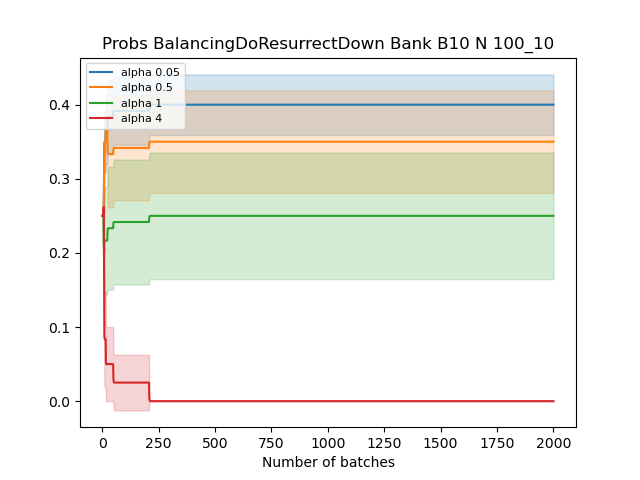 Probs BalancingDoResurrectDown Bank B10 N 100_10
alpha 0.05
alpha 0.5
alpha 1
alpha 4
0.4
0.3
0.2
0.1
0.0
0 250 500 750 1000 1250 1500 1750 2000
Number of batches